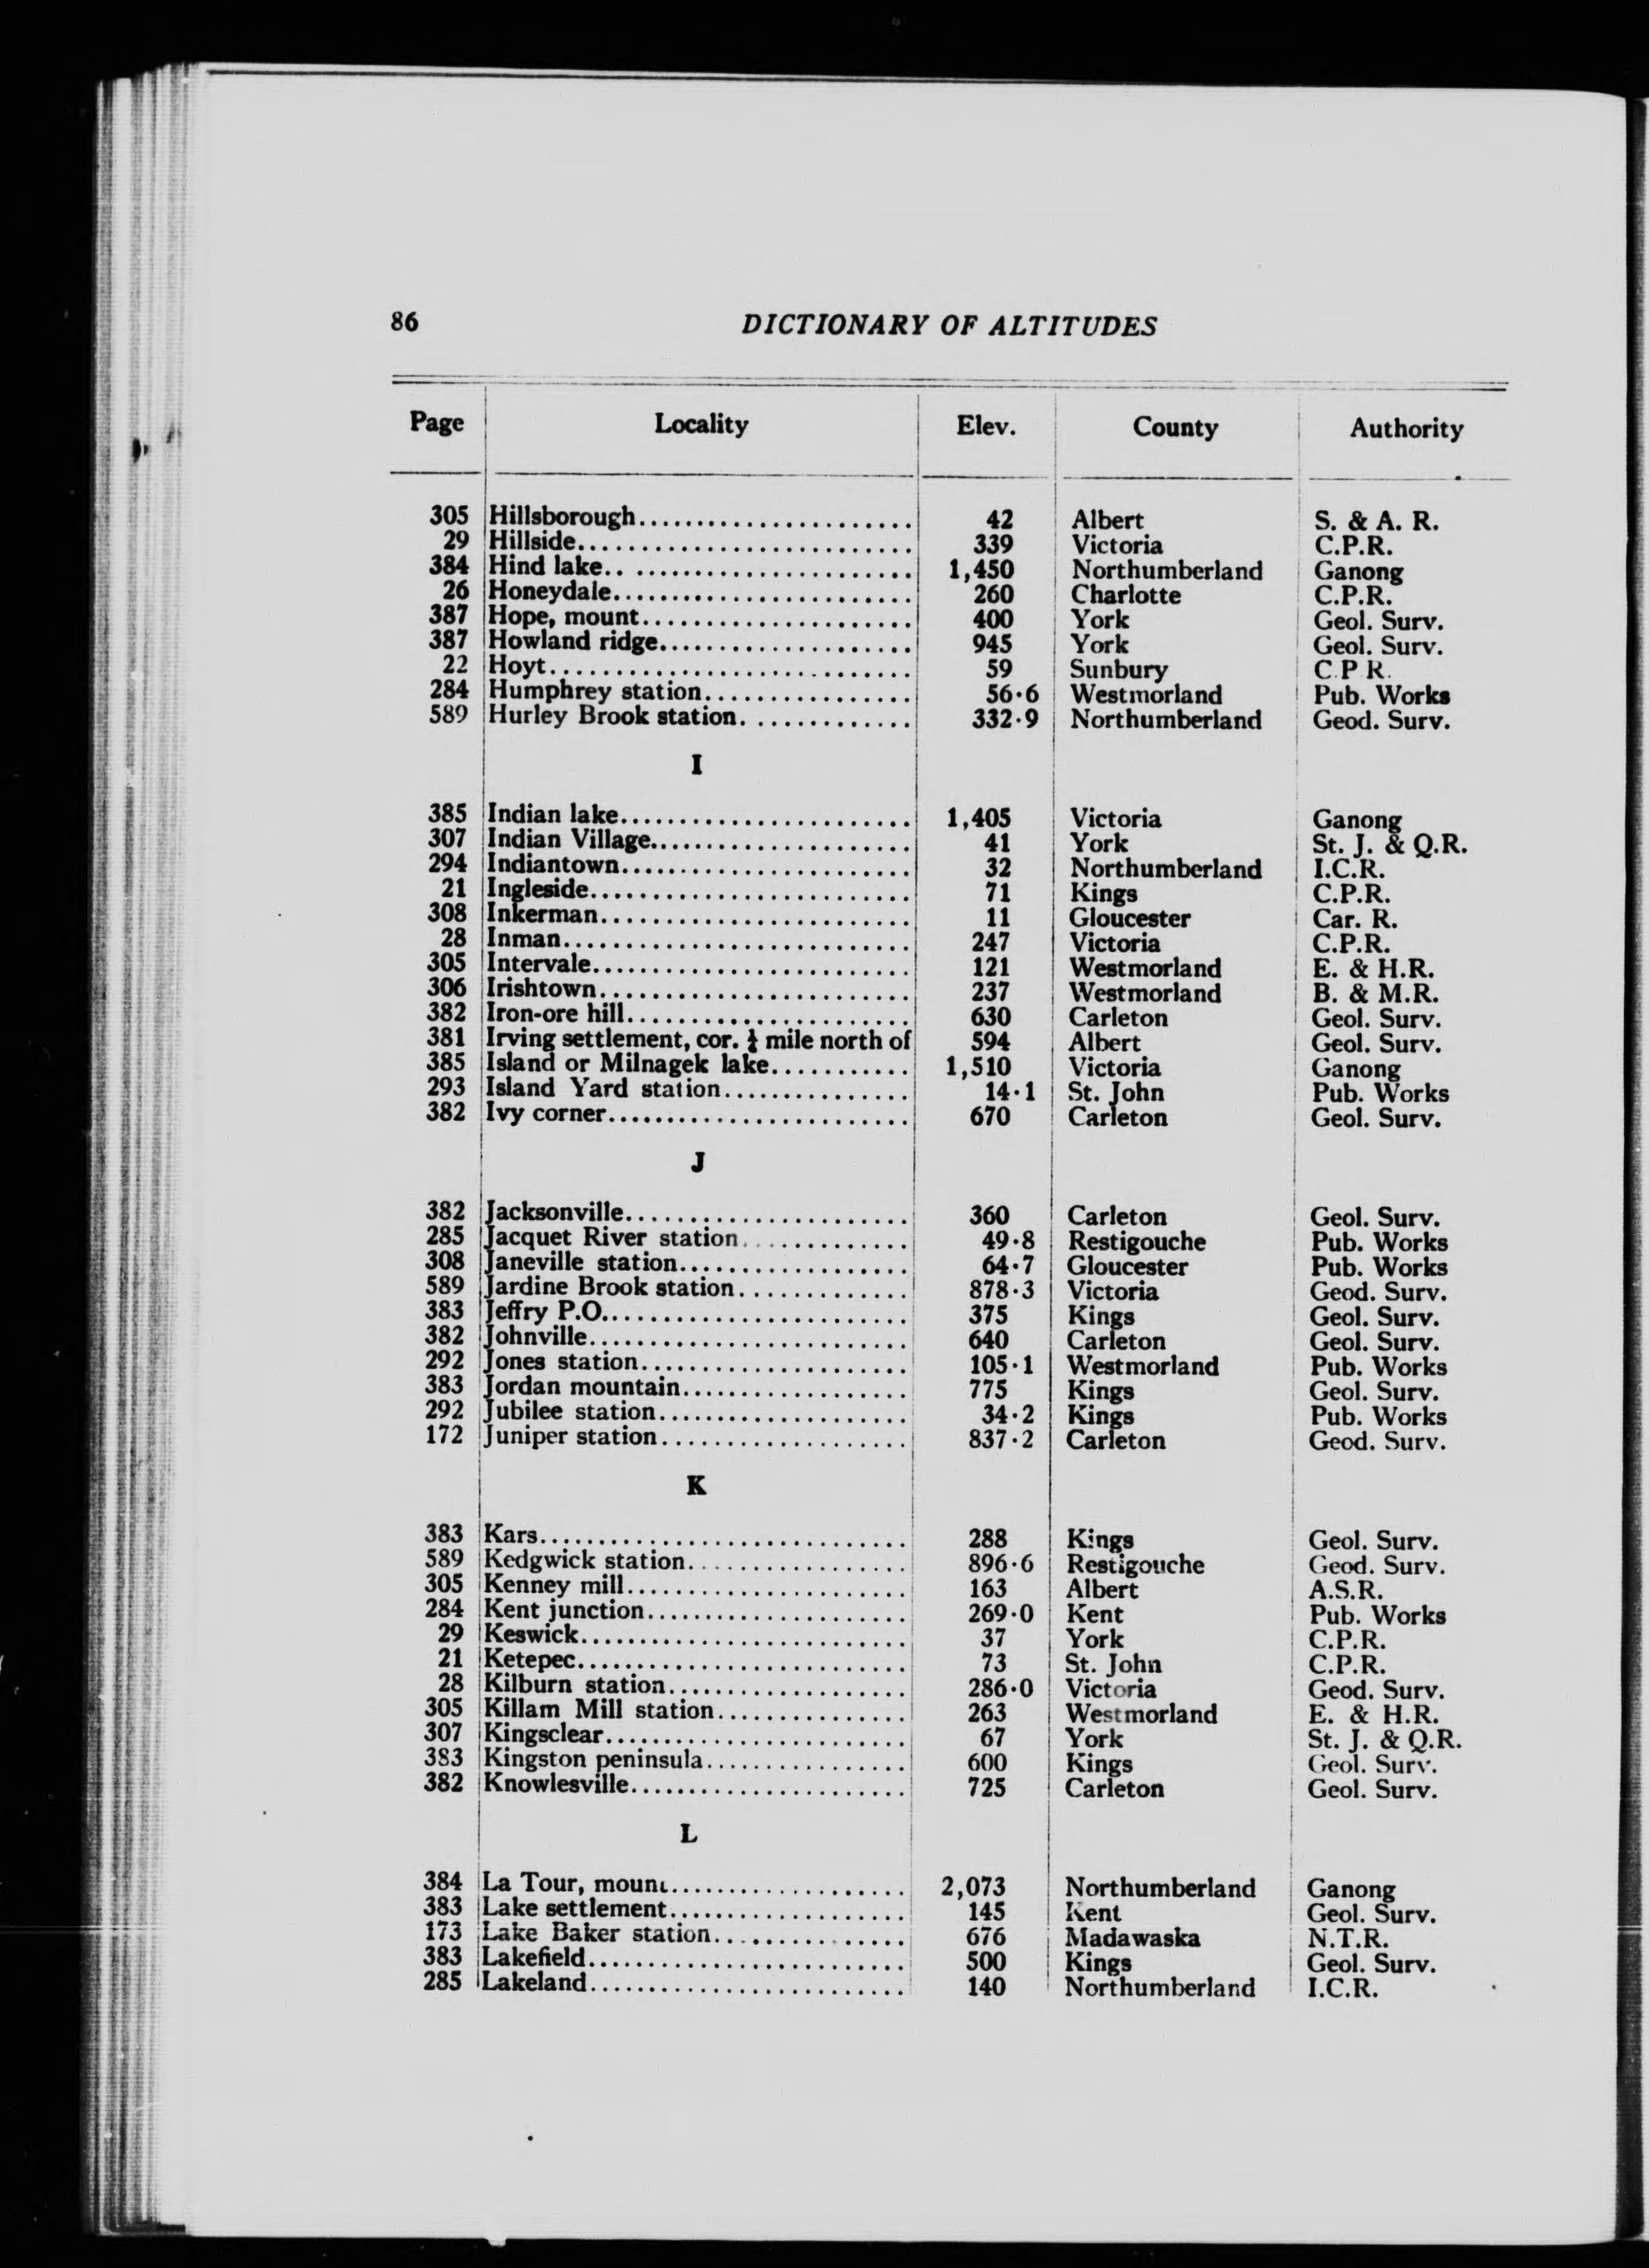 86 DICTIONARY OF ALTITUDES
Page Locality Elev. County Authority
305 Hillsborough 42 Albert S. & A. R.
29 Hillside 339 Victoria C.P.R.
384 Hind lake 1,450 Northumberland Ganong
26 Honeydale 260 Charlotte C.P.R.
387 Hope, mount 400 York Geol. Surv.
387 Howland ridge 945 York Geol. Surv.
22 Hoyt 59 Sunbury C.P R.
284 Humphrey station 56·6 Westmorland Pub. Works
589 Hurley Brook station 332·9 Northumberland Geod. Surv.
I
385 Indian lake 1,405 Victoria Ganong
307 Indian Village 41 York St. J. & Q.R.
294 Indiantown 32 Northumberland I.C.R.
21 Ingleside 71 Kings C.P.R.
308 Inkerman 11 Gloucester Car. R.
28 Inman 247 Victoria C.P.R.
305 Intervale 121 Westmorland E. & H.R.
306 Irishtown 237 Westmorland B. & M.R.
382 Iron-ore hill 630 Carleton Geol. Surv.
381 Irving settlement, cor. mile north of 594 Albert Geol. Surv.
385 Island or Milnagek lake 1,510 Victoria Ganong
293 Island Yard station 14·1 St. John Pub. Works
382 Ivy corner 670 Carleton Geol. Surv.
J
382 Jacksonville 360 Carleton Geol. Surv.
285 Jacquet River station 49·8 Restigouche Pub. Works
308 Janeville station 64·7 Gloucester Pub. Works
589 Jardine Brook station 878·3 Victoria Geod. Surv.
383 Jeffry P.O. 375 Kings Geol. Surv.
382 Johnville 640 Carleton Geol. Surv.
292 Jones station 105·1 Westmorland Pub. Works
383 Jordan mountain 775 Kings Geol. Surv.
292 Jubilee station 34·2 Kings Pub. Works
172 Juniper station 837·2 Carleton Geod. Surv.
K
383 Kars 288 Kings Geol. Surv.
589 Kedgwick station 896·6 Restigouche Geod. Surv.
305 Kenney mill 163 Albert A.S.R.
284 Kent junction 269·0 Kent Pub. Works
29 Keswick 37 York C.P.R.
21 Ketepec 73 St. John C.P.R.
28 Kilburn station 286·0 Victoria Geod. Surv.
305 Killam Mill station 263 Westmorland E. & H.R.
307 Kingsclear 67 York St. J. & Q.R.
383 Kingston peninsula 600 Kings Geol. Surv.
382 Knowlesville 725 Carleton Geol. Surv.
L
384 La Tour, mount 2,073 Northumberland Ganong
383 Lake settlement 145 Kent Geol. Surv.
173 Lake Baker station 676 Madawaska N.T.R.
383 Lakefield 500 Kings Geol. Surv.
285 Lakeland 140 Northumberland I.C.R.